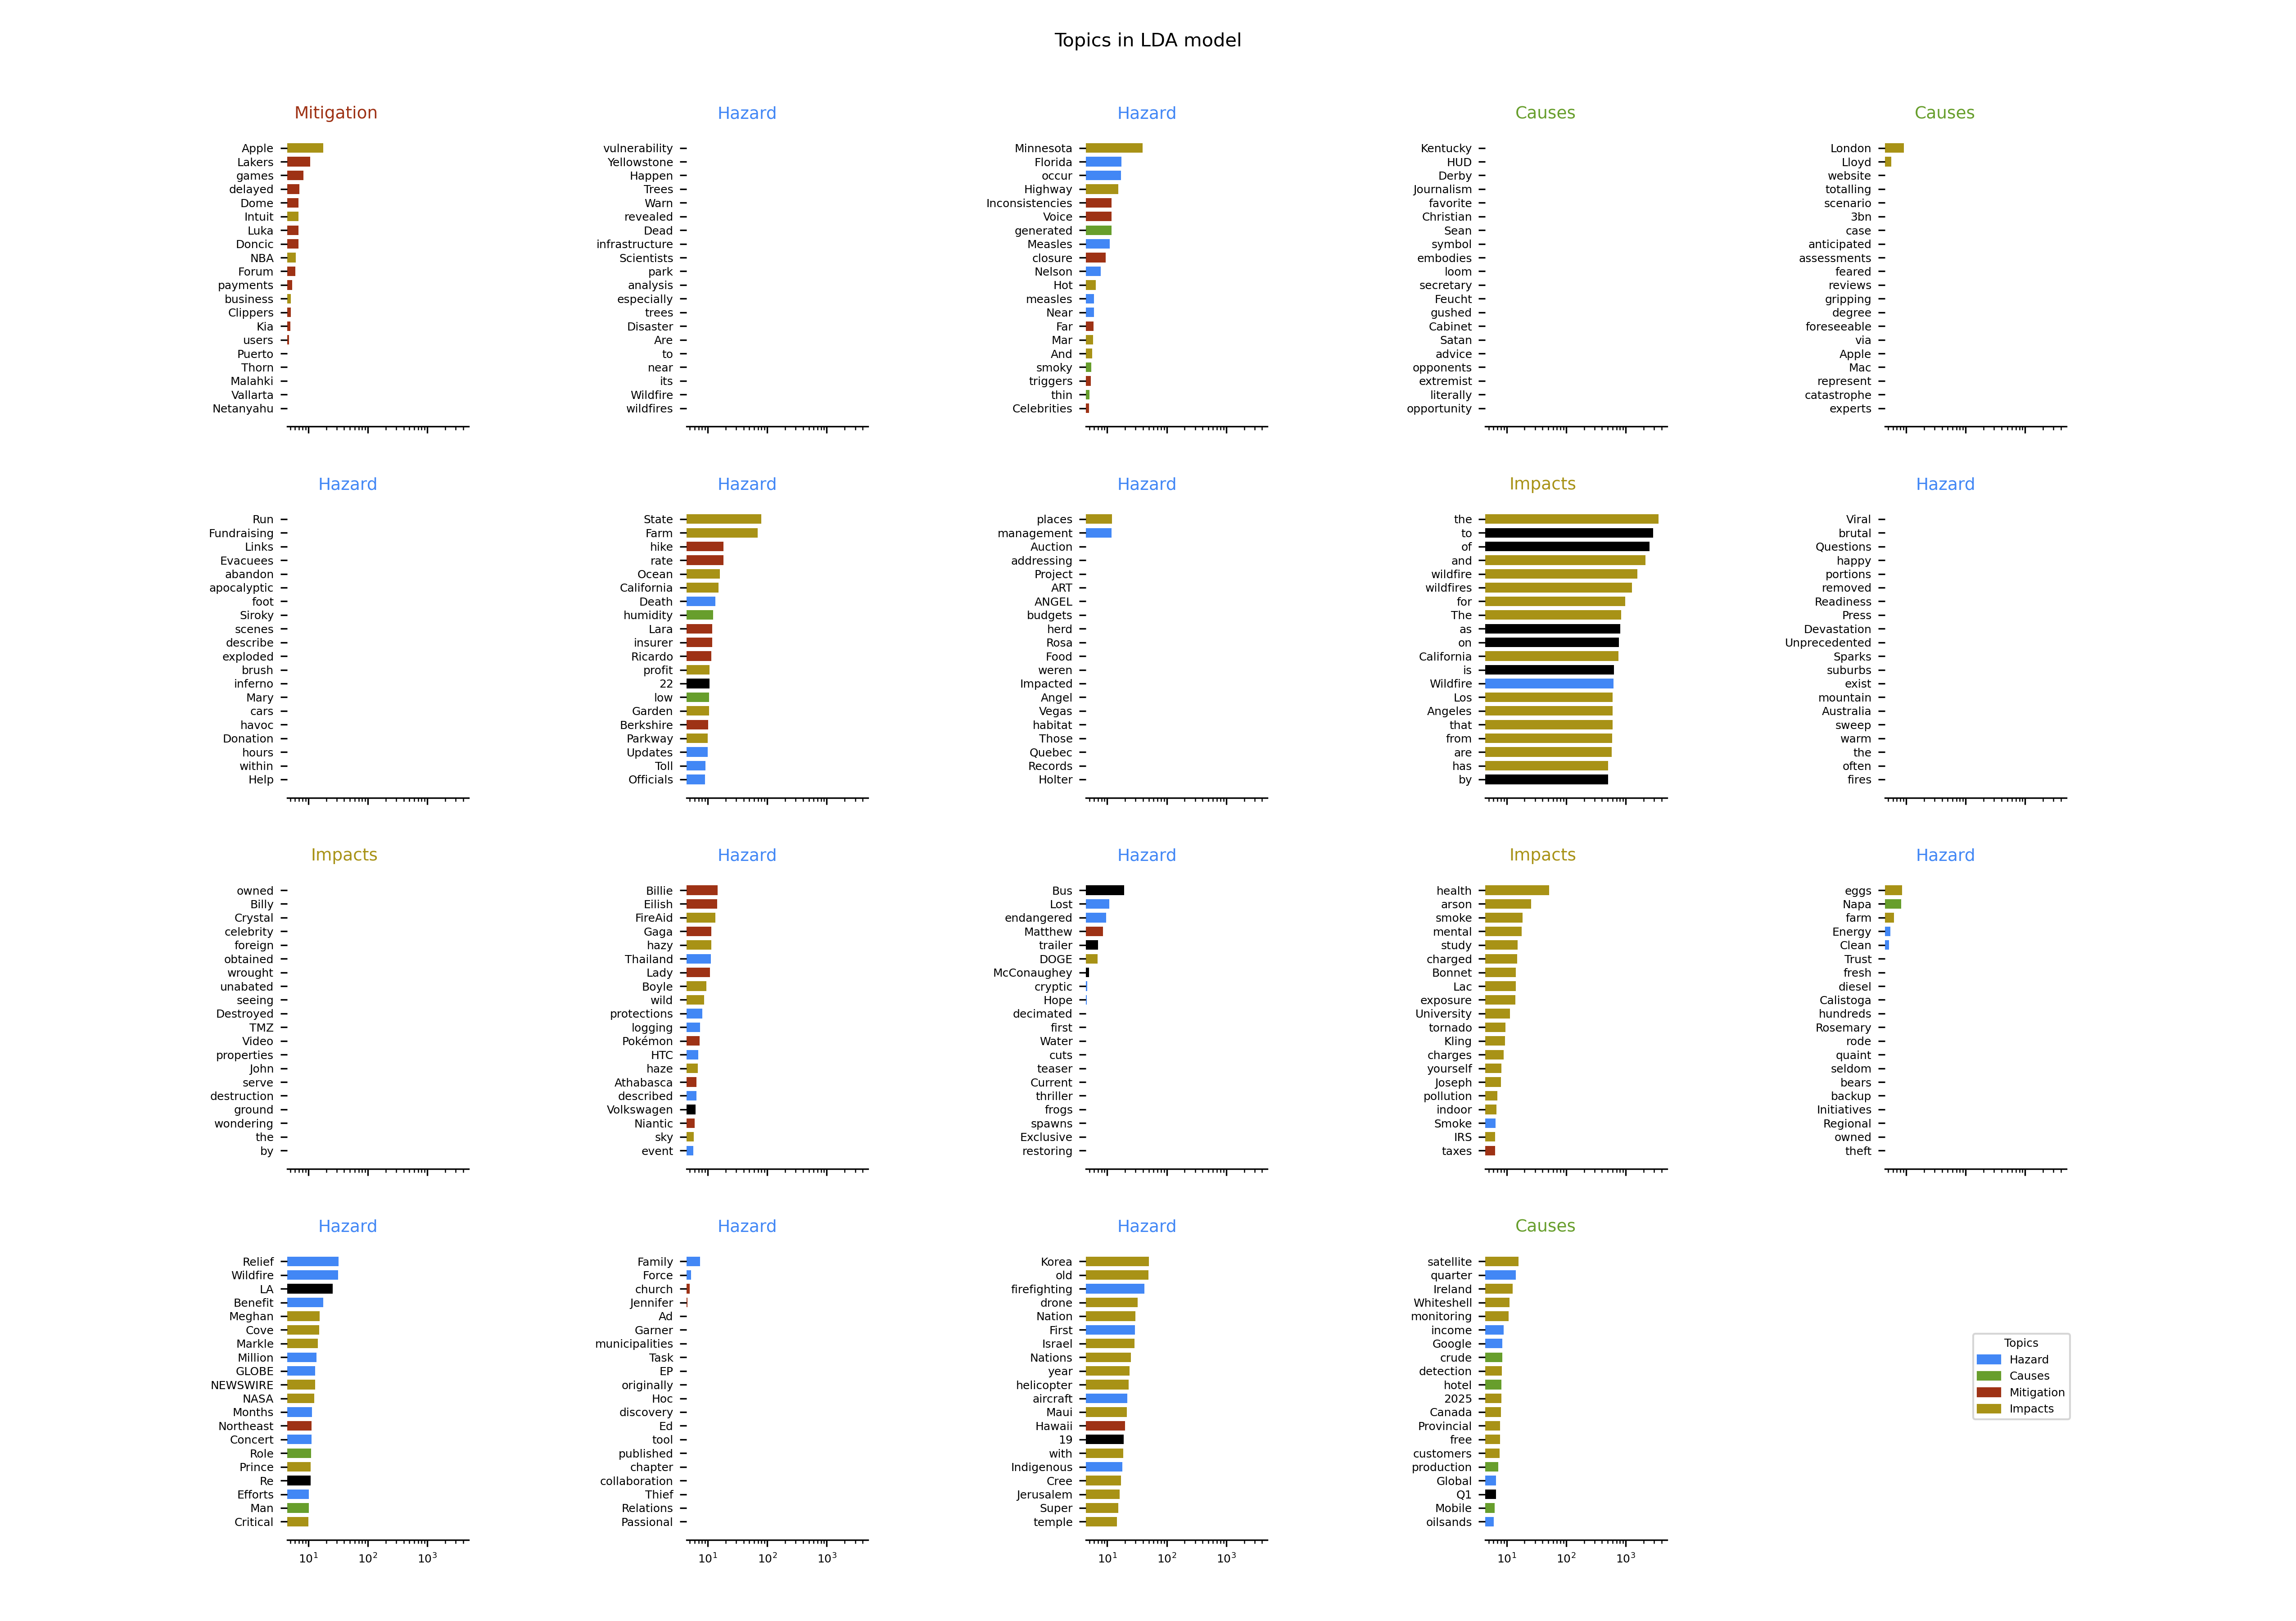 Topics in LDA model
Mitigation
Apple
Lakers
games
delayed
Dome
Intuit
Luka
Doncic
NBA
Forum
payments
business
Clippers
Kia
users
Puerto
Thorn
Malahki
Vallarta
Netanyahu
Hazard
vulnerability
Yellowstone
Happen
Trees
Warn
revealed
Dead
infrastructure
Scientists
park
analysis
especially
trees
Disaster
Are
to
near
its
Wildfire
wildfires
Hazard
Minnesota
Florida
occur
Highway
Inconsistencies
Voice
generated
Measles
closure
Nelson
Hot
measles
Near
Far
Mar
And
smoky
triggers
thin
Celebrities
Causes
Kentucky
HUD
Derby
Journalism
favorite
Christian
Sean
symbol
embodies
loom
secretary
Feucht
gushed
Cabinet
Satan
advice
opponents
extremist
literally
opportunity
Causes
London
Lloyd
website
totalling
scenario
3bn
case
anticipated
assessments
feared
reviews
gripping
degree
foreseeable
via
Apple
Mac
represent
catastrophe
experts
Hazard
Run
Fundraising
Links
Evacuees
abandon
apocalyptic
foot
Siroky
scenes
describe
exploded
brush
inferno
Mary
cars
havoc
Donation
hours
within
Help
Hazard
State
Farm
hike
rate
Ocean
California
Death
humidity
Lara
insurer
Ricardo
profit
22
low
Garden
Berkshire
Parkway
Updates
Toll
Officials
Hazard
places
management
Auction
addressing
Project
ART
ANGEL
budgets
herd
Rosa
Food
weren
Impacted
Angel
Vegas
habitat
Those
Quebec
Records
Holter
Impacts
the
to
of
and
wildfire
wildfires
for
The
as
on
California
is
Wildfire
Los
Angeles
that
from
are
has
by
Hazard
Viral
brutal
Questions
happy
portions
removed
Readiness
Press
Devastation
Unprecedented
Sparks
suburbs
exist
mountain
Australia
sweep
warm
the
often
fires
Impacts
owned
Billy
Crystal
celebrity
foreign
obtained
wrought
unabated
seeing
Destroyed
TMZ
Video
properties
John
serve
destruction
ground
wondering
the
by
Hazard
Billie
Eilish
FireAid
Gaga
hazy
Thailand
Lady
Boyle
wild
protections
logging
Pokémon
HTC
haze
Athabasca
described
Volkswagen
Niantic
sky
event
Hazard
Bus
Lost
endangered
Matthew
trailer
DOGE
McConaughey
cryptic
Hope
decimated
first
Water
cuts
teaser
Current
thriller
frogs
spawns
Exclusive
restoring
Impacts
health
arson
smoke
mental
study
charged
Bonnet
Lac
exposure
University
tornado
Kling
charges
yourself
Joseph
pollution
indoor
Smoke
IRS
taxes
Hazard
eggs
Napa
farm
Energy
Clean
Trust
fresh
diesel
Calistoga
hundreds
Rosemary
rode
quaint
seldom
bears
backup
Initiatives
Regional
owned
theft
Hazard
Relief
Wildfire
LA
Benefit
Meghan
Cove
Markle
Million
GLOBE
NEWSWIRE
NASA
Months
Northeast
Concert
Role
Prince
Re
Efforts
Man
Critical
10¹ 10² 10³
Hazard
Family
Force
church
Jennifer
Ad
Garner
municipalities
Task
EP
originally
Hoc
discovery
Ed
tool
published
chapter
collaboration
Thief
Relations
Passional
10¹ 10² 10³
Hazard
Korea
old
firefighting
drone
Nation
First
Israel
Nations
year
helicopter
aircraft
Maui
Hawaii
19
with
Indigenous
Cree
Jerusalem
Super
temple
10¹ 10² 10³
Causes
satellite
quarter
Ireland
Whiteshell
monitoring
income
Google
crude
detection
hotel
2025
Canada
Provincial
free
customers
production
Global
Q1
Mobile
oilsands
10¹ 10² 10³
Topics
Hazard
Causes
Mitigation
Impacts